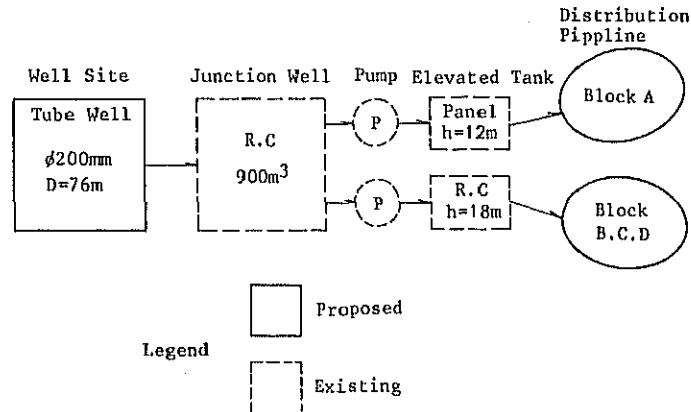 Distribution
Pippline
Well Site
Junction Well
Pump
Elevated Tank
Tube Well
φ200mm
D=76m
R.C
900m³
P
Panel
h=12m
Block A
P
R.C
h=18m
Block
B.C.D
Legend
Proposed
Existing